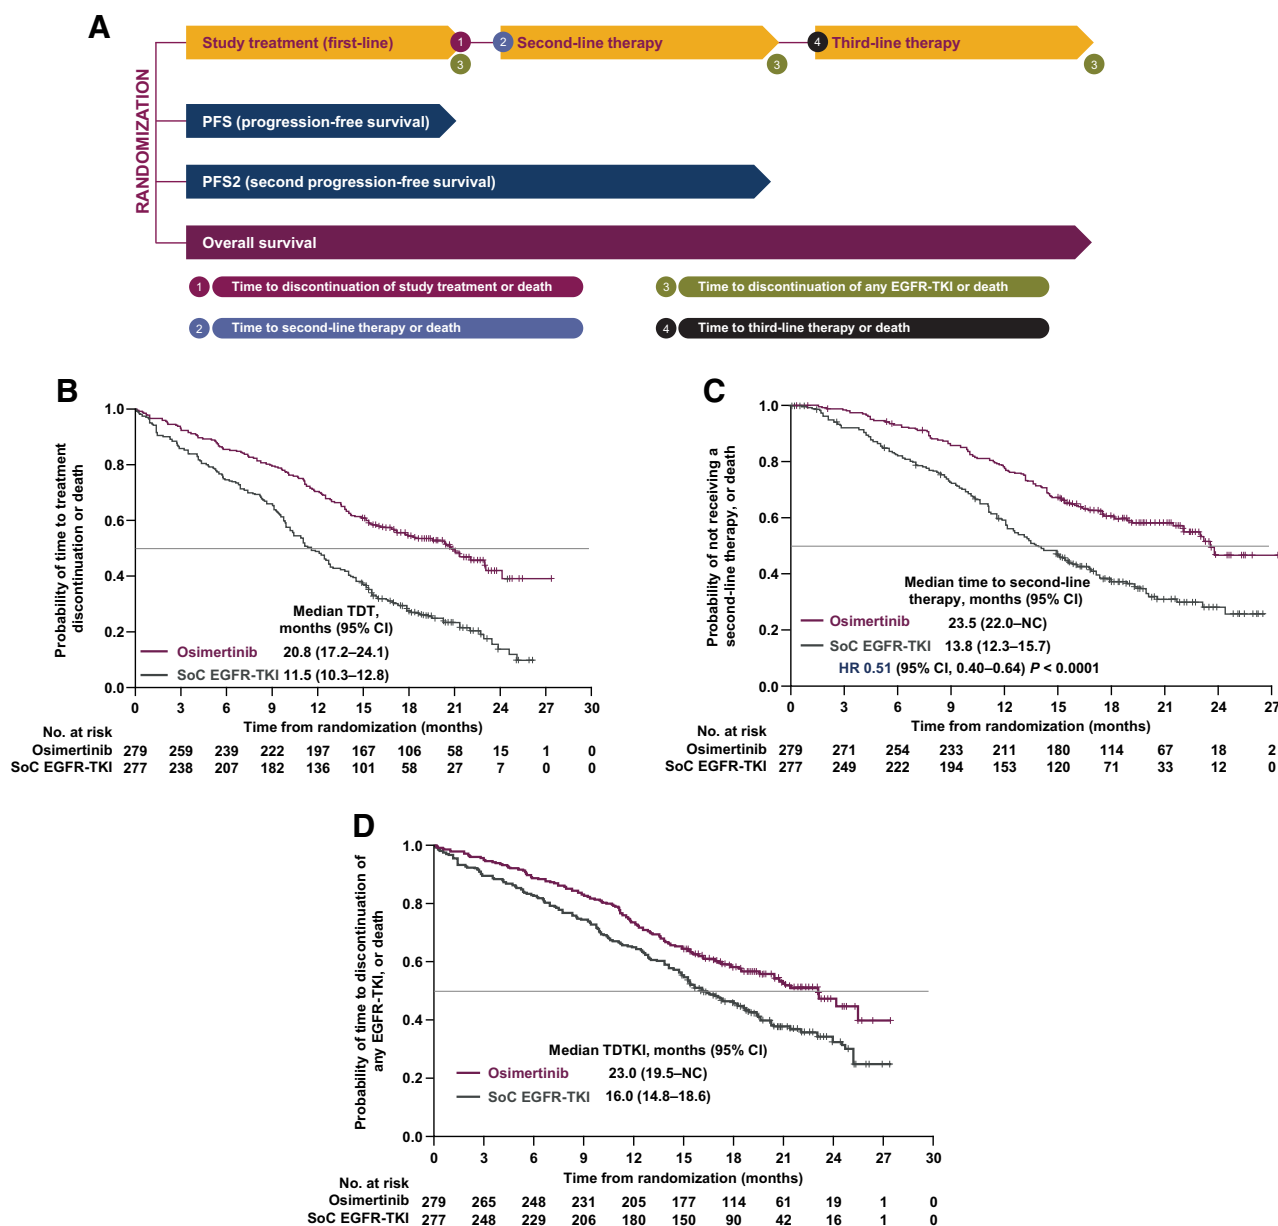 A
RANDOMIZATION
Study treatment (first-line)
1
2
Second-line therapy
4
Third-line therapy
3
3
3
PFS (progression-free survival)
PFS2 (second progression-free survival)
Overall survival
1 Time to discontinuation of study treatment or death
3 Time to discontinuation of any EGFR-TKI or death
2 Time to second-line therapy or death
4 Time to third-line therapy or death
B
Probability of time to treatment
discontinuation or death
1.0
0.8
0.6
0.4
0.2
0.0
Median TDT,
months (95% CI)
Osimertinib 20.8 (17.2–24.1)
SoC EGFR-TKI 11.5 (10.3–12.8)
0 3 6 9 12 15 18 21 24 27 30
Time from randomization (months)
No. at risk
Osimertinib 279 259 239 222 197 167 106 58 15 1 0
SoC EGFR-TKI 277 238 207 182 136 101 58 27 7 0 0
C
Probability of not receiving a
second-line therapy, or death
1.0
0.8
0.6
0.4
0.2
0.0
Median time to second-line
therapy, months (95% CI)
Osimertinib 23.5 (22.0–NC)
SoC EGFR-TKI 13.8 (12.3–15.7)
HR 0.51 (95% CI, 0.40–0.64) P < 0.0001
0 3 6 9 12 15 18 21 24 27
Time from randomization (months)
No. at risk
Osimertinib 279 271 254 233 211 180 114 67 18 2
SoC EGFR-TKI 277 249 222 194 153 120 71 33 12 0
D
Probability of time to discontinuation of
any EGFR-TKI, or death
1.0
0.8
0.6
0.4
0.2
0.0
Median TDTKI, months (95% CI)
Osimertinib 23.0 (19.5–NC)
SoC EGFR-TKI 16.0 (14.8–18.6)
0 3 6 9 12 15 18 21 24 27 30
Time from randomization (months)
No. at risk
Osimertinib 279 265 248 231 205 177 114 61 19 1 0
SoC EGFR-TKI 277 248 229 206 180 150 90 42 16 1 0